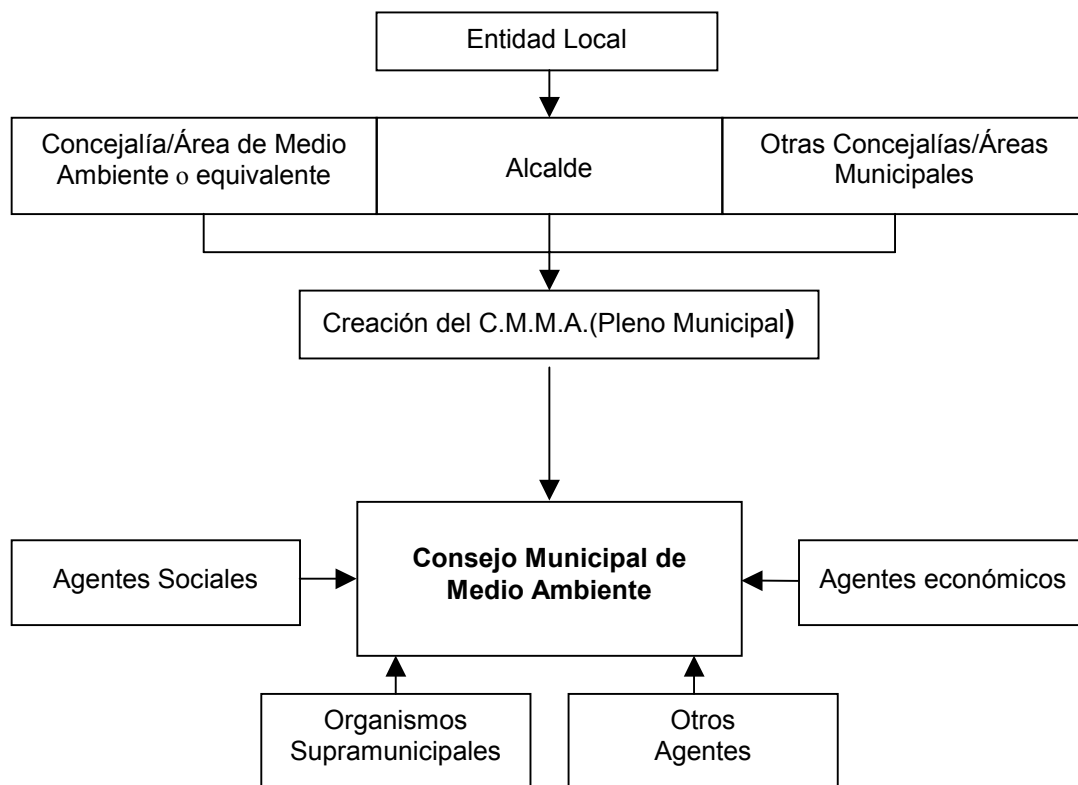 Entidad Local
Concejalía/Área de Medio
Ambiente o equivalente
Alcalde
Otras Concejalías/Áreas
Municipales
Creación del C.M.M.A.(Pleno Municipal)
Consejo Municipal de
Medio Ambiente
Agentes Sociales
Agentes económicos
Organismos
Supramunicipales
Otros
Agentes